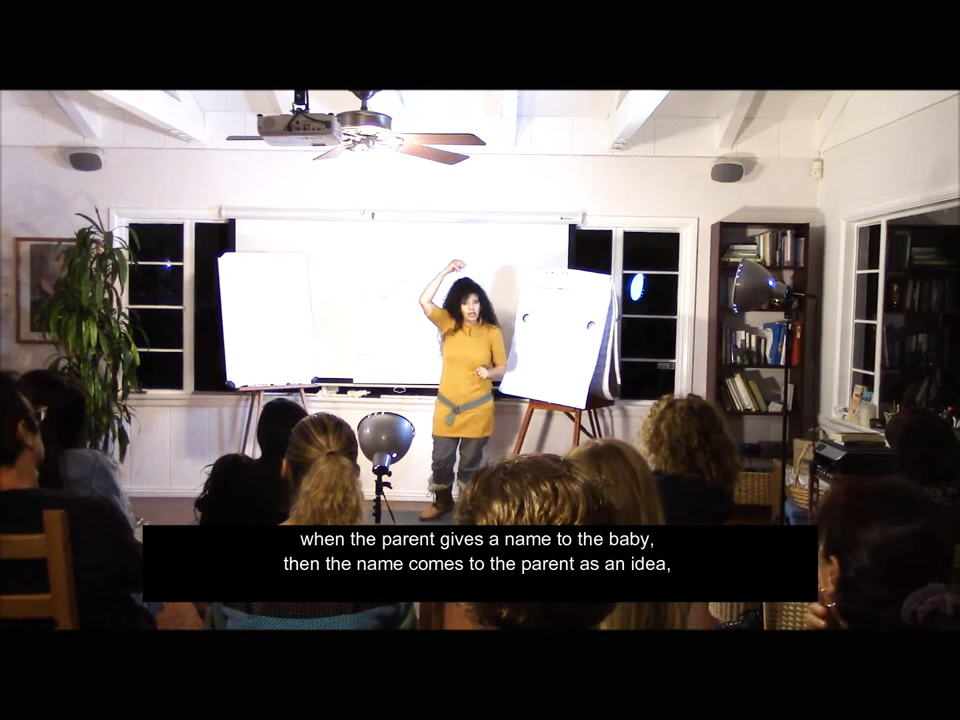 when the parent gives a name to the baby,
then the name comes to the parent as an idea,